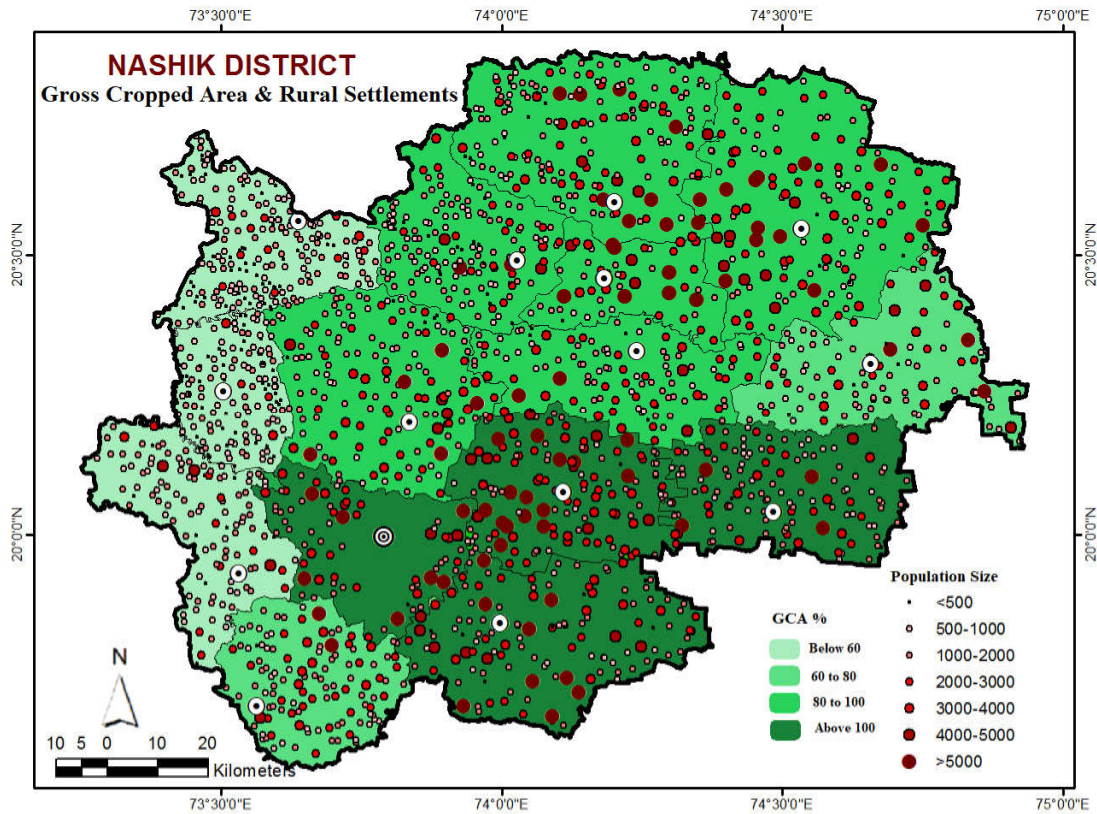 73°30'0"E 74°0'0"E 74°30'0"E 75°0'0"E
NASHIK DISTRICT
Gross Cropped Area & Rural Settlements
20°30'0"N
20°30'0"N
20°0'0"N
20°0'0"N
Population Size
<500
500-1000
1000-2000
2000-3000
3000-4000
4000-5000
>5000
GCA %
Below 60
60 to 80
80 to 100
Above 100
N
10 5 0 10 20
Kilometers
73°30'0"E 74°0'0"E 74°30'0"E 75°0'0"E